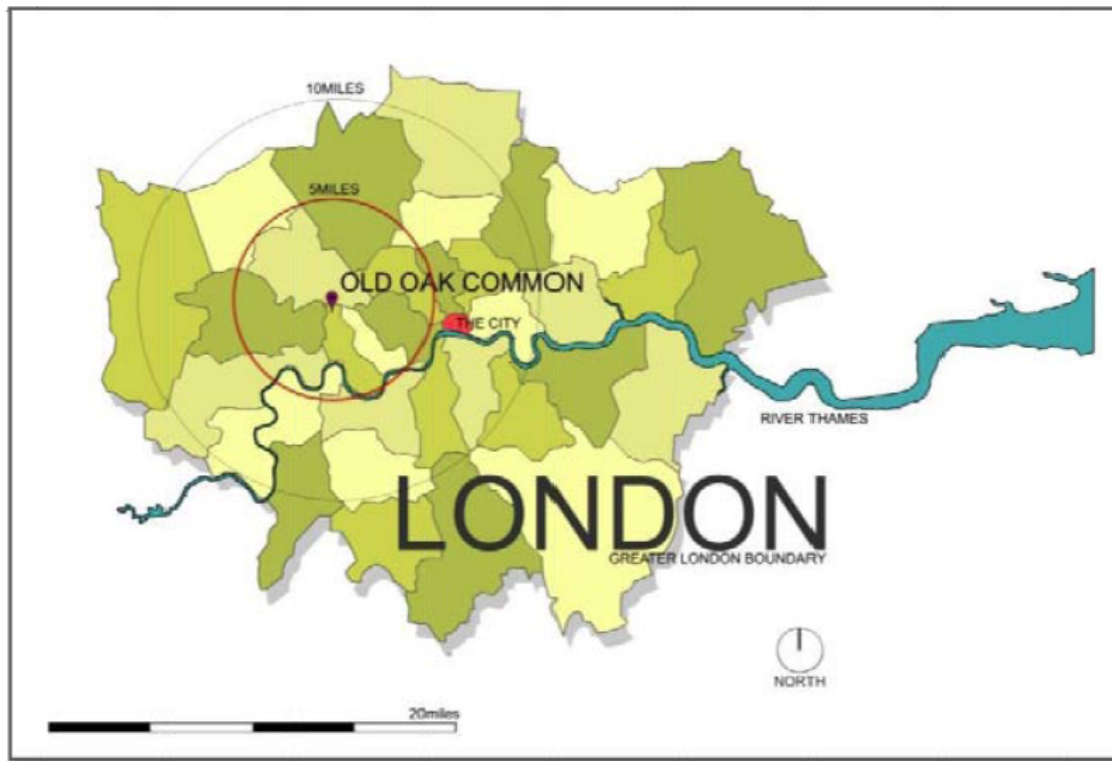 10MILES
5MILES
OLD OAK COMMON
THE CITY
RIVER THAMES
LONDON
GREATER LONDON BOUNDARY
NORTH
20miles